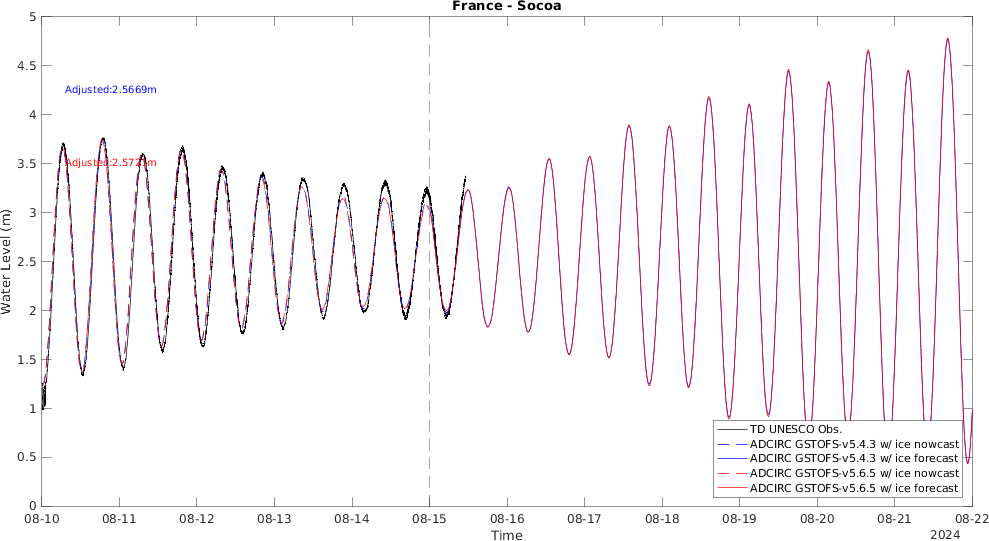 France - Socoa
5
4.5
4
3.5
3
2.5
2
1.5
1
0.5
0
Water Level (m)
Adjusted:2.5669m
TD UNESCO Obs.
ADCIRC GSTOFS-v5.4.3 w/ ice nowcast
ADCIRC GSTOFS-v5.4.3 w/ ice forecast
ADCIRC GSTOFS-v5.6.5 w/ ice nowcast
ADCIRC GSTOFS-v5.6.5 w/ ice forecast
08-10 08-11 08-12 08-13 08-14 08-15 08-16 08-17 08-18 08-19 08-20 08-21 08-22
Time
2024